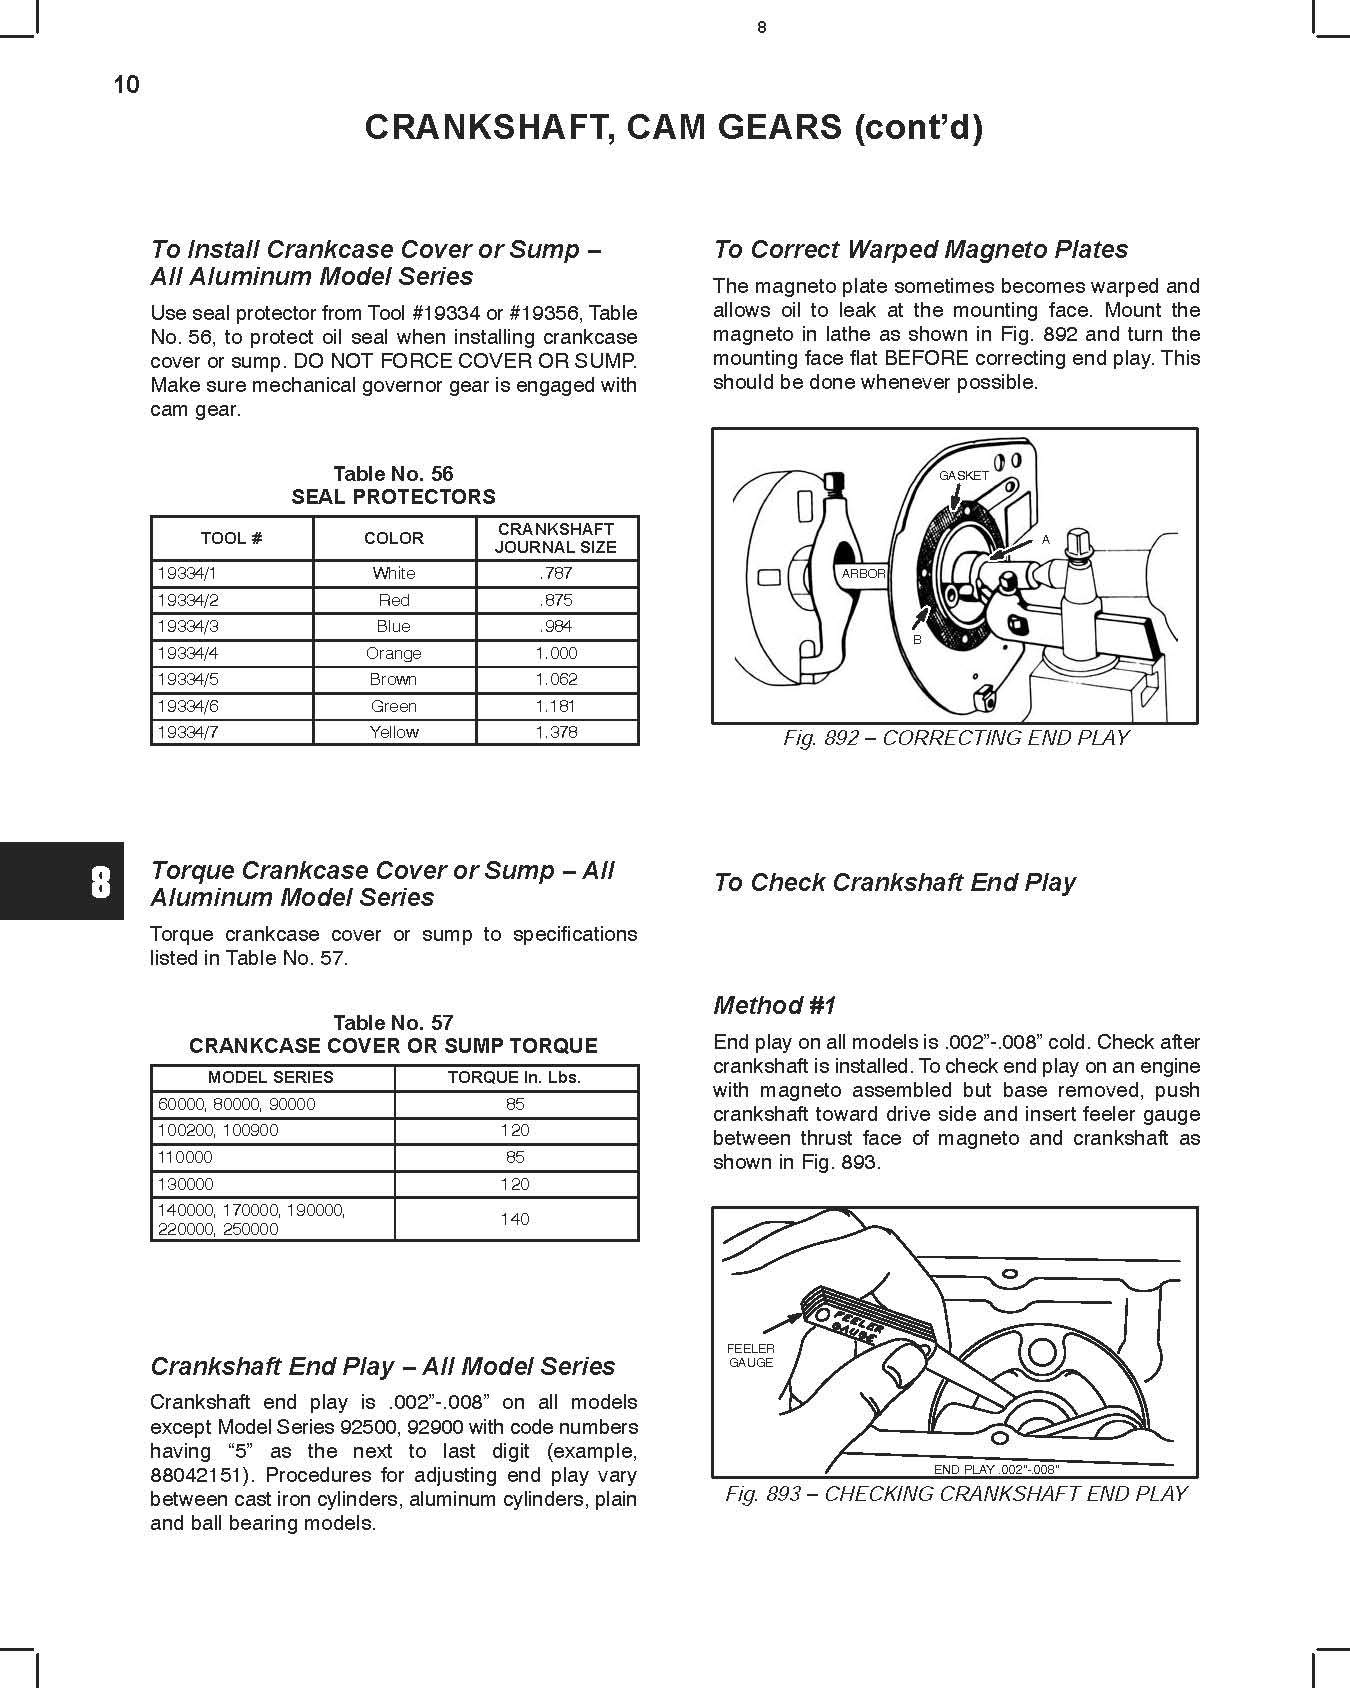 8
10
CRANKSHAFT, CAM GEARS (cont’d)
To Install Crankcase Cover or Sump –
All Aluminum Model Series
Use seal protector from Tool #19334 or #19356, Table
No. 56, to protect oil seal when installing crankcase
cover or sump. DO NOT FORCE COVER OR SUMP.
Make sure mechanical governor gear is engaged with
cam gear.
Table No. 56
SEAL PROTECTORS
TOOL # COLOR CRANKSHAFT JOURNAL SIZE
19334/1 White .787
19334/2 Red .875
19334/3 Blue .984
19334/4 Orange 1.000
19334/5 Brown 1.062
19334/6 Green 1.181
19334/7 Yellow 1.378
8
Torque Crankcase Cover or Sump – All
Aluminum Model Series
Torque crankcase cover or sump to specifications
listed in Table No. 57.
Table No. 57
CRANKCASE COVER OR SUMP TORQUE
MODEL SERIES TORQUE In. Lbs.
60000, 80000, 90000 85
100200, 100900 120
110000 85
130000 120
140000, 170000, 190000,
220000, 250000 140
Crankshaft End Play – All Model Series
Crankshaft end play is .002”-.008” on all models
except Model Series 92500, 92900 with code numbers
having “5” as the next to last digit (example,
88042151). Procedures for adjusting end play vary
between cast iron cylinders, aluminum cylinders, plain
and ball bearing models.
To Correct Warped Magneto Plates
The magneto plate sometimes becomes warped and
allows oil to leak at the mounting face. Mount the
magneto in lathe as shown in Fig. 892 and turn the
mounting face flat BEFORE correcting end play. This
should be done whenever possible.
GASKET
A
ARBOR
B
Fig. 892 – CORRECTING END PLAY
To Check Crankshaft End Play
Method #1
End play on all models is .002”-.008” cold. Check after
crankshaft is installed. To check end play on an engine
with magneto assembled but base removed, push
crankshaft toward drive side and insert feeler gauge
between thrust face of magneto and crankshaft as
shown in Fig. 893.
FEELER
GAUGE
FEELER
GAUGE
END PLAY .002"-.008"
Fig. 893 – CHECKING CRANKSHAFT END PLAY